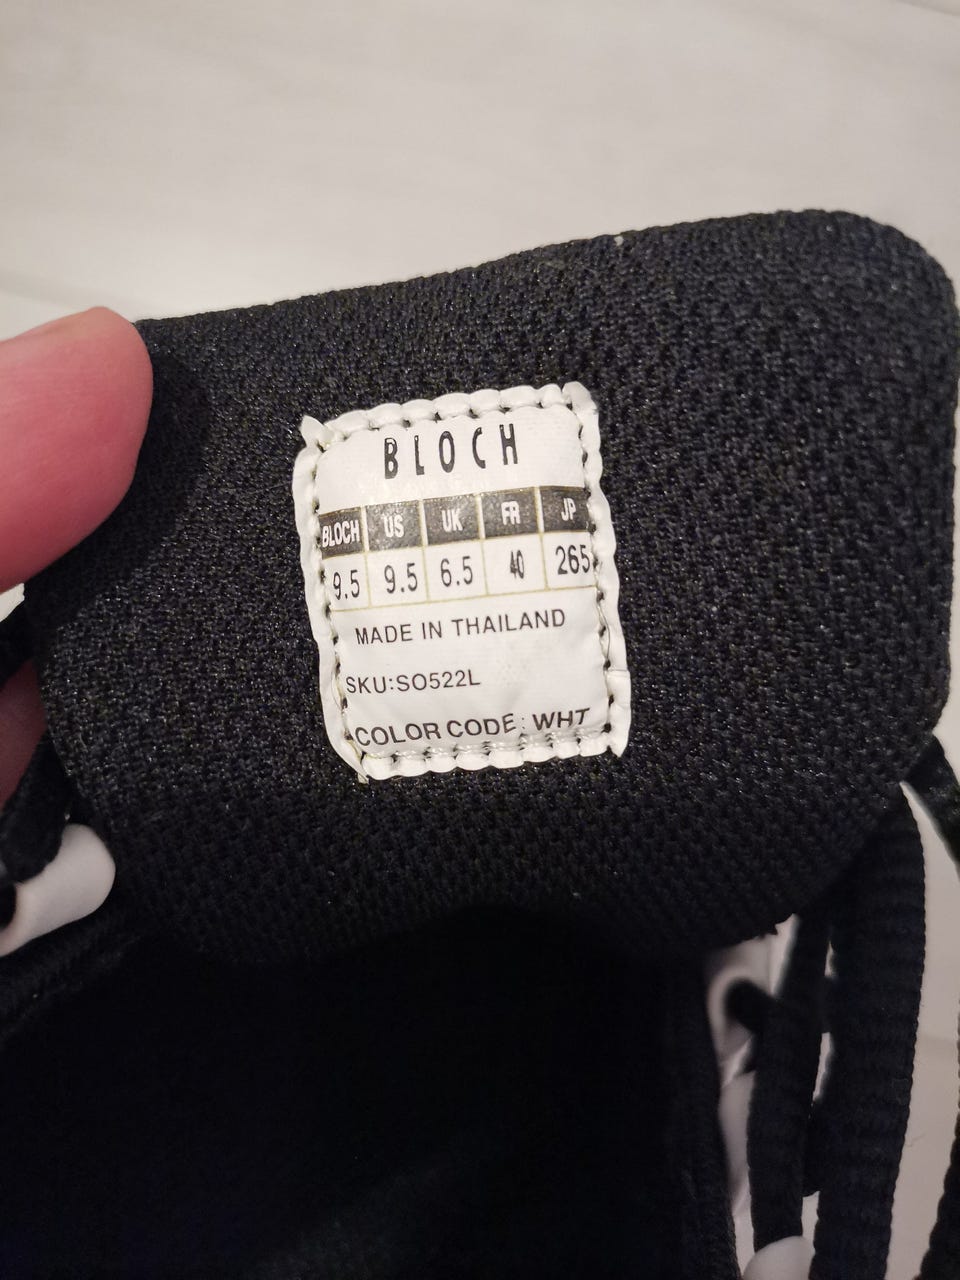 BLOCH
BLOCH US UK FR JP
9.5 9.5 6.5 40 265
MADE IN THAILAND
SKU:SO522L
COLOR CODE: WHT